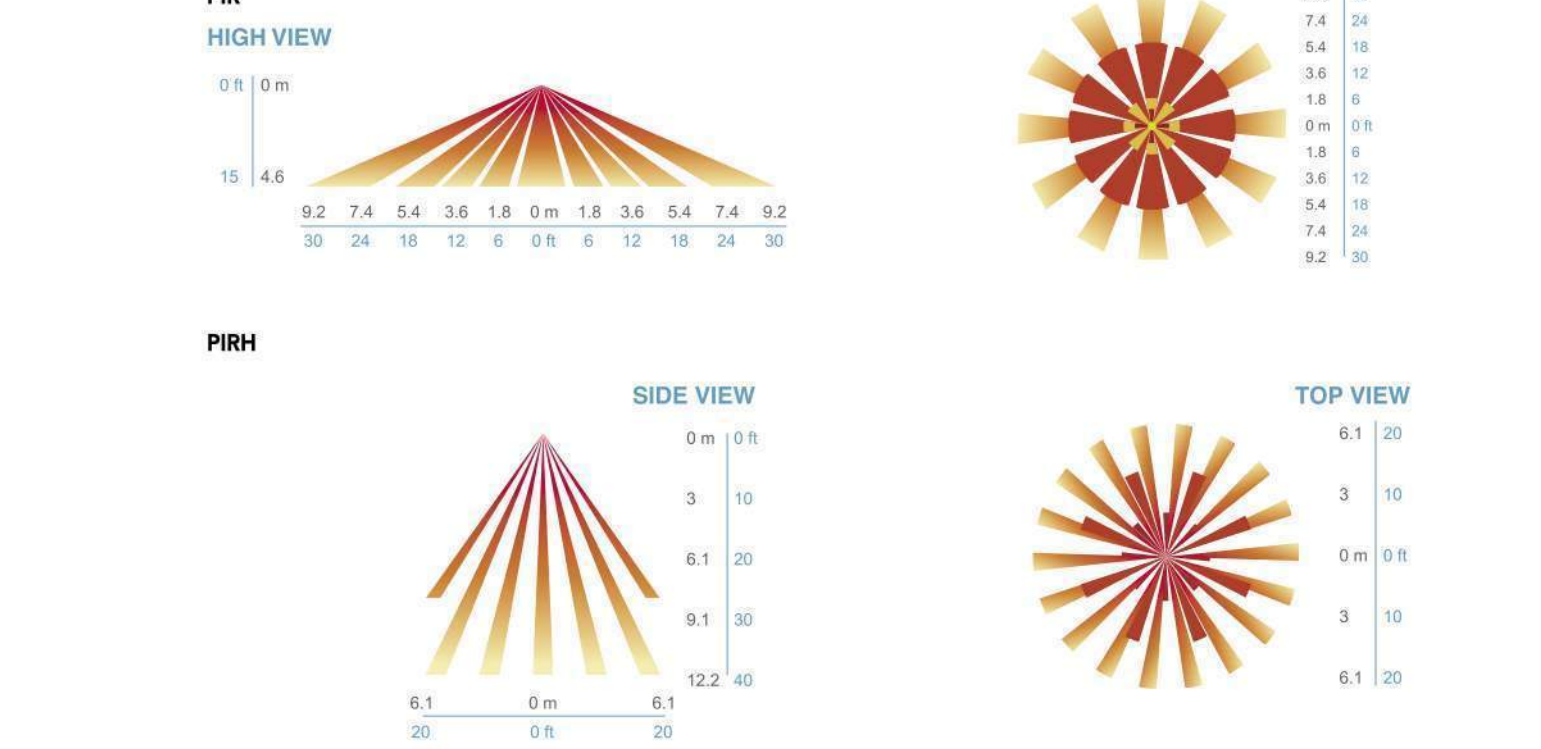 PIR
HIGH VIEW
0 ft 0 m
15 4.6
9.2 7.4 5.4 3.6 1.8 0 m 1.8 3.6 5.4 7.4 9.2
30 24 18 12 6 0 ft 6 12 18 24 30
7.4 24
5.4 18
3.6 12
1.8 6
0 m 0 ft
1.8 6
3.6 12
5.4 18
7.4 24
9.2 30
PIRH
SIDE VIEW
0 m 0 ft
3 10
6.1 20
9.1 30
12.2 40
6.1 0 m 6.1
20 0 ft 20
TOP VIEW
6.1 20
3 10
0 m 0 ft
3 10
6.1 20